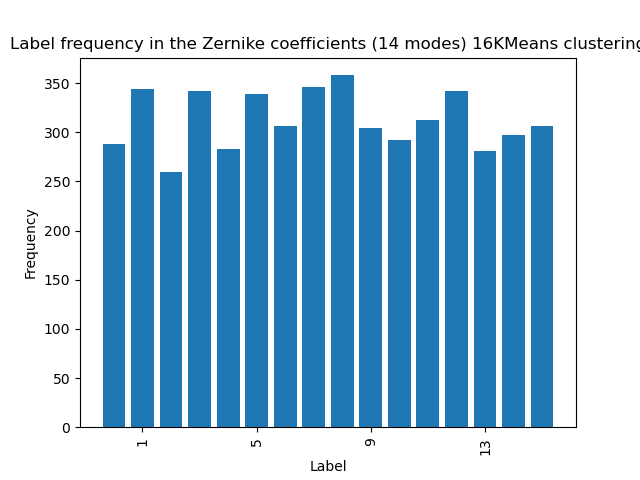 Label frequency in the Zernike coefficients (14 modes) 16KMeans clustering
350
300
250
200
150
100
50
0
Frequency
1 5 9 13
Label